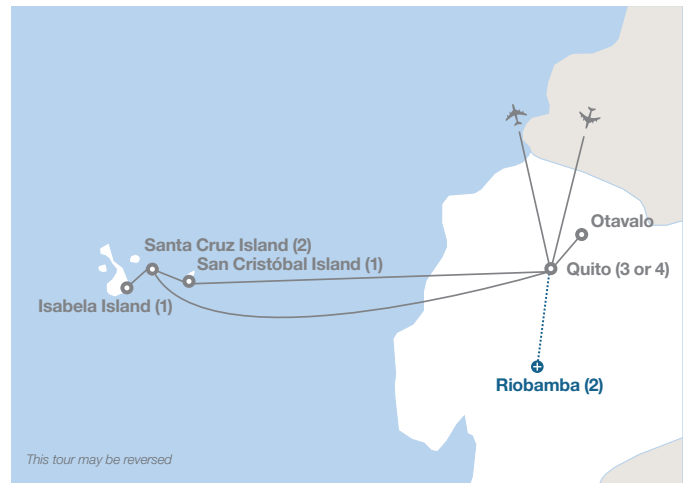 Otavalo
Santa Cruz Island (2)
San Cristóbal Island (1)
Quito (3 or 4)
Isabela Island (1)
Riobamba (2)
This tour may be reversed